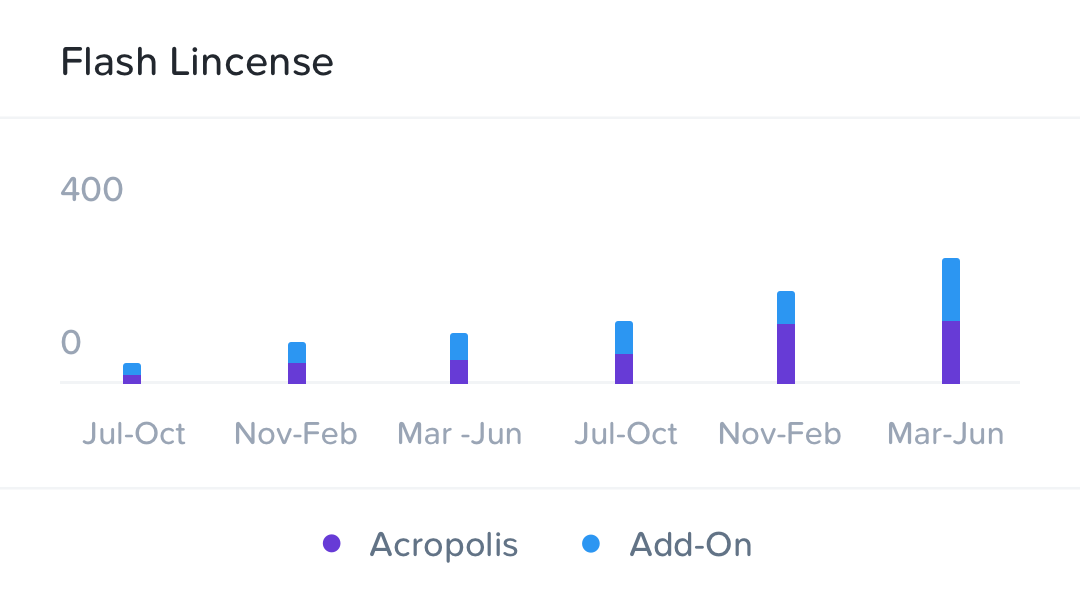 Flash Lincense
400
0
Jul-Oct Nov-Feb Mar -Jun Jul-Oct Nov-Feb Mar-Jun
Acropolis Add-On